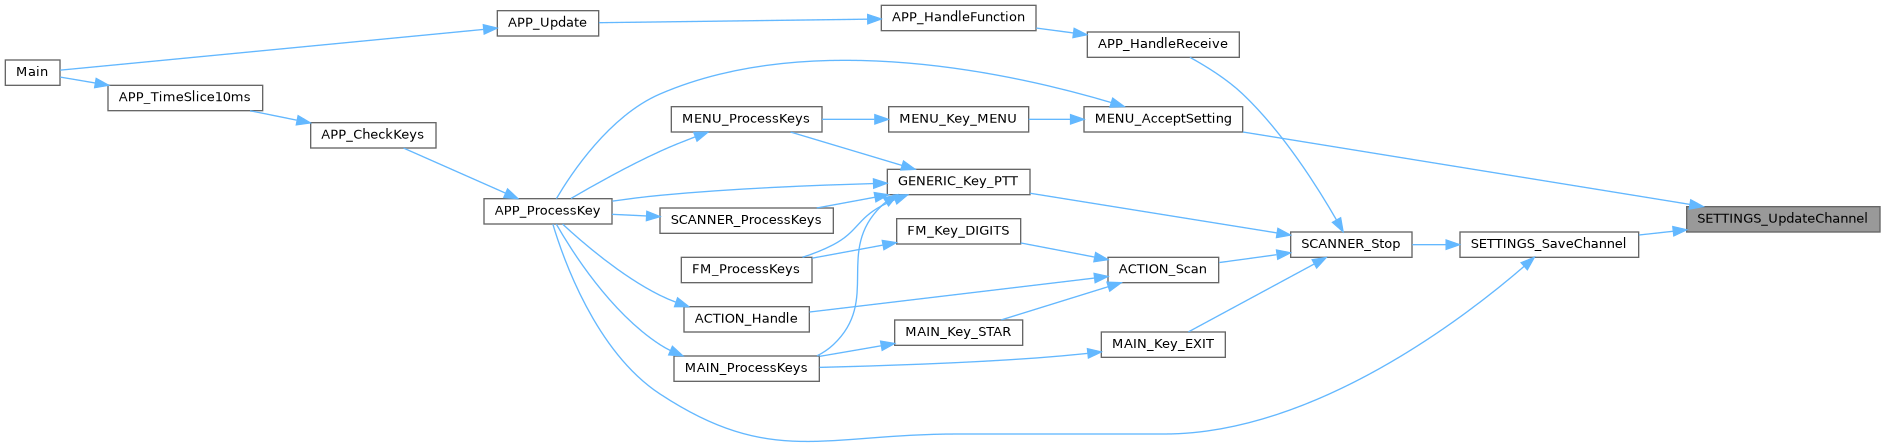 Main
APP_Update
APP_HandleFunction
APP_HandleReceive
APP_TimeSlice10ms
APP_CheckKeys
MENU_ProcessKeys
MENU_Key_MENU
MENU_AcceptSetting
GENERIC_Key_PTT
APP_ProcessKey
SCANNER_ProcessKeys
FM_Key_DIGITS
SETTINGS_UpdateChannel
SCANNER_Stop
SETTINGS_SaveChannel
FM_ProcessKeys
ACTION_Scan
ACTION_Handle
MAIN_Key_STAR
MAIN_Key_EXIT
MAIN_ProcessKeys